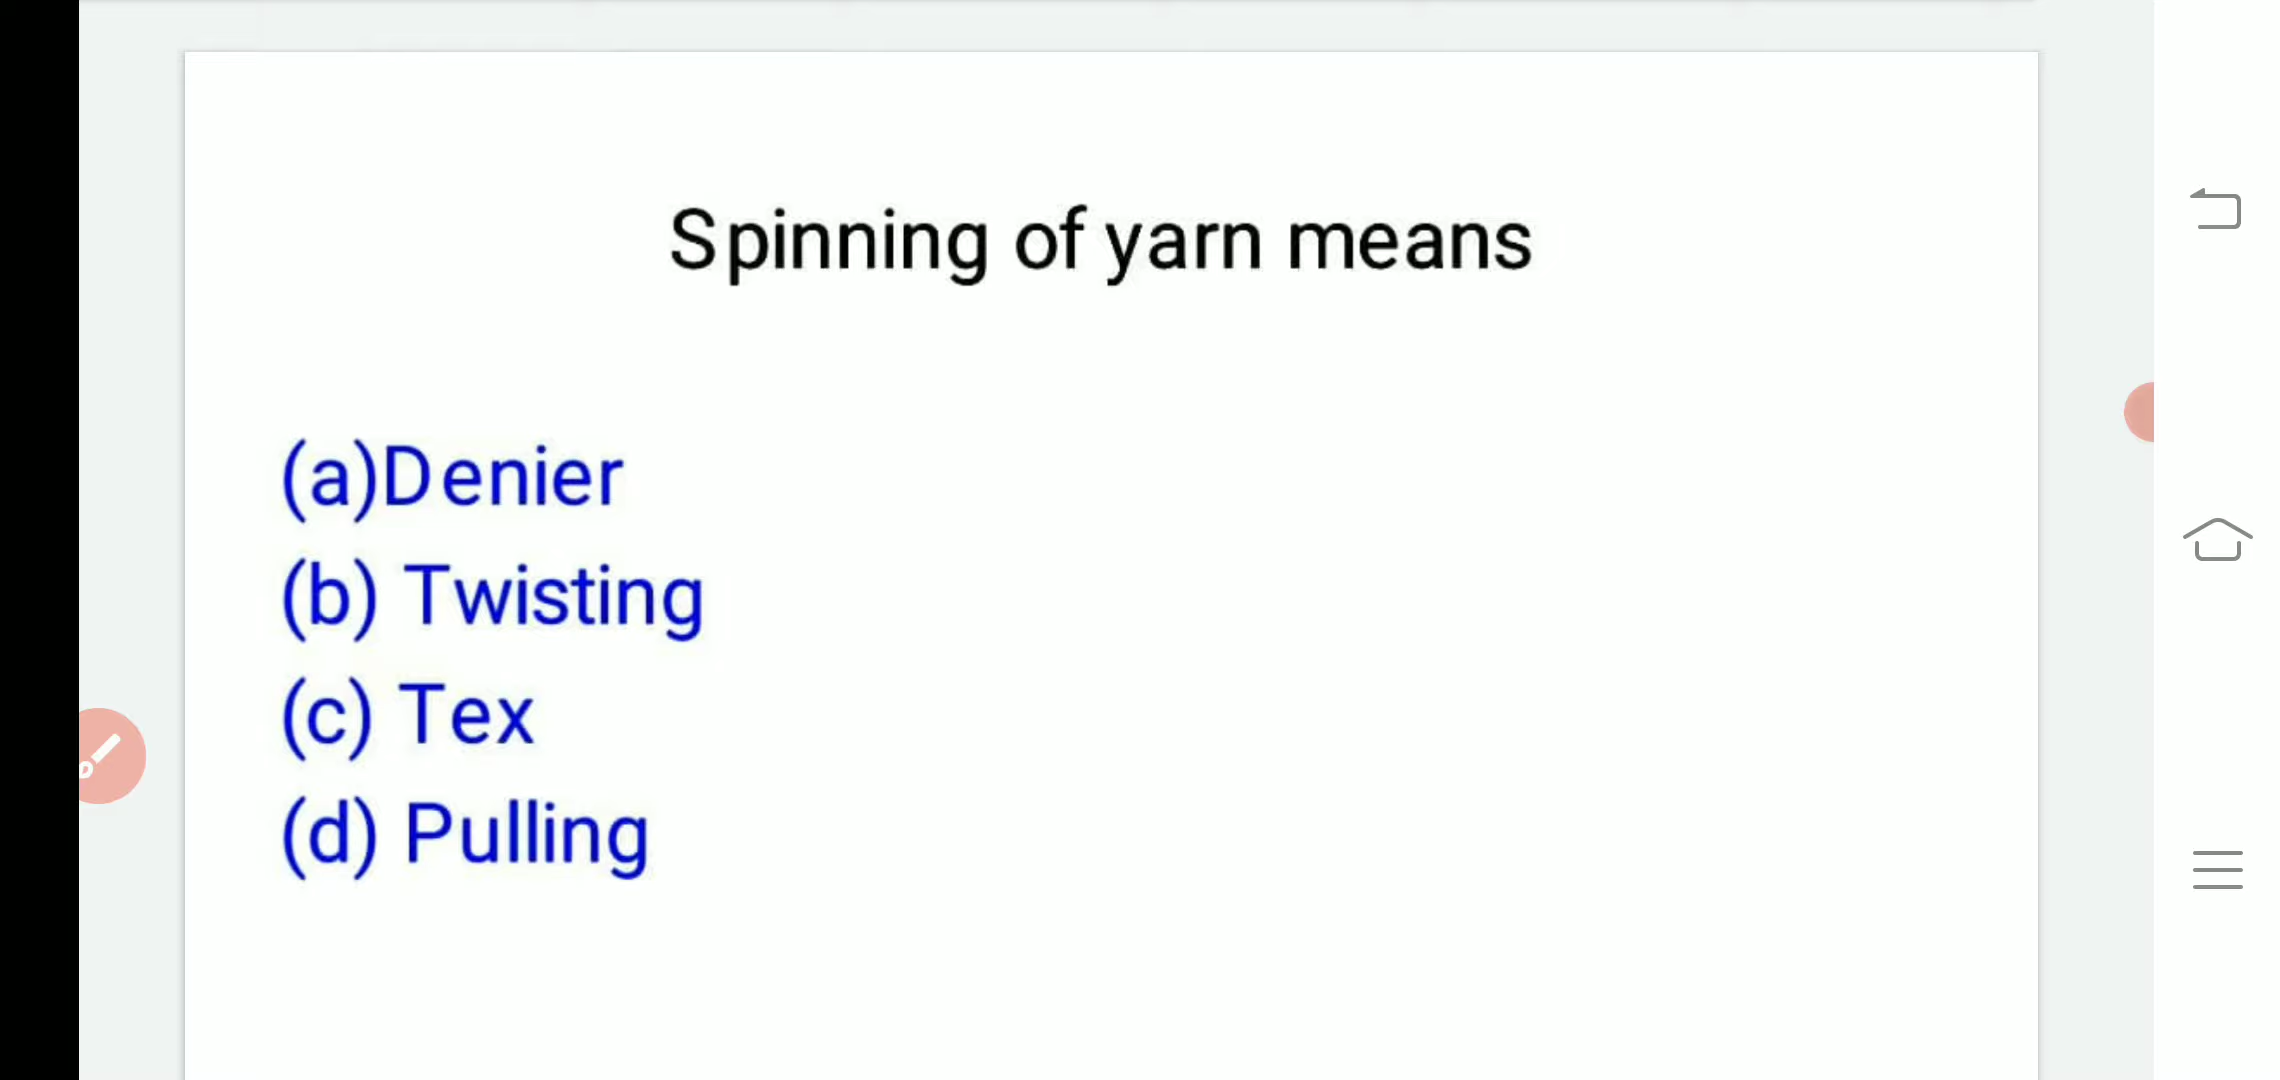 Spinning of yarn means
(a)Denier
(b) Twisting
(c) Tex
(d) Pulling